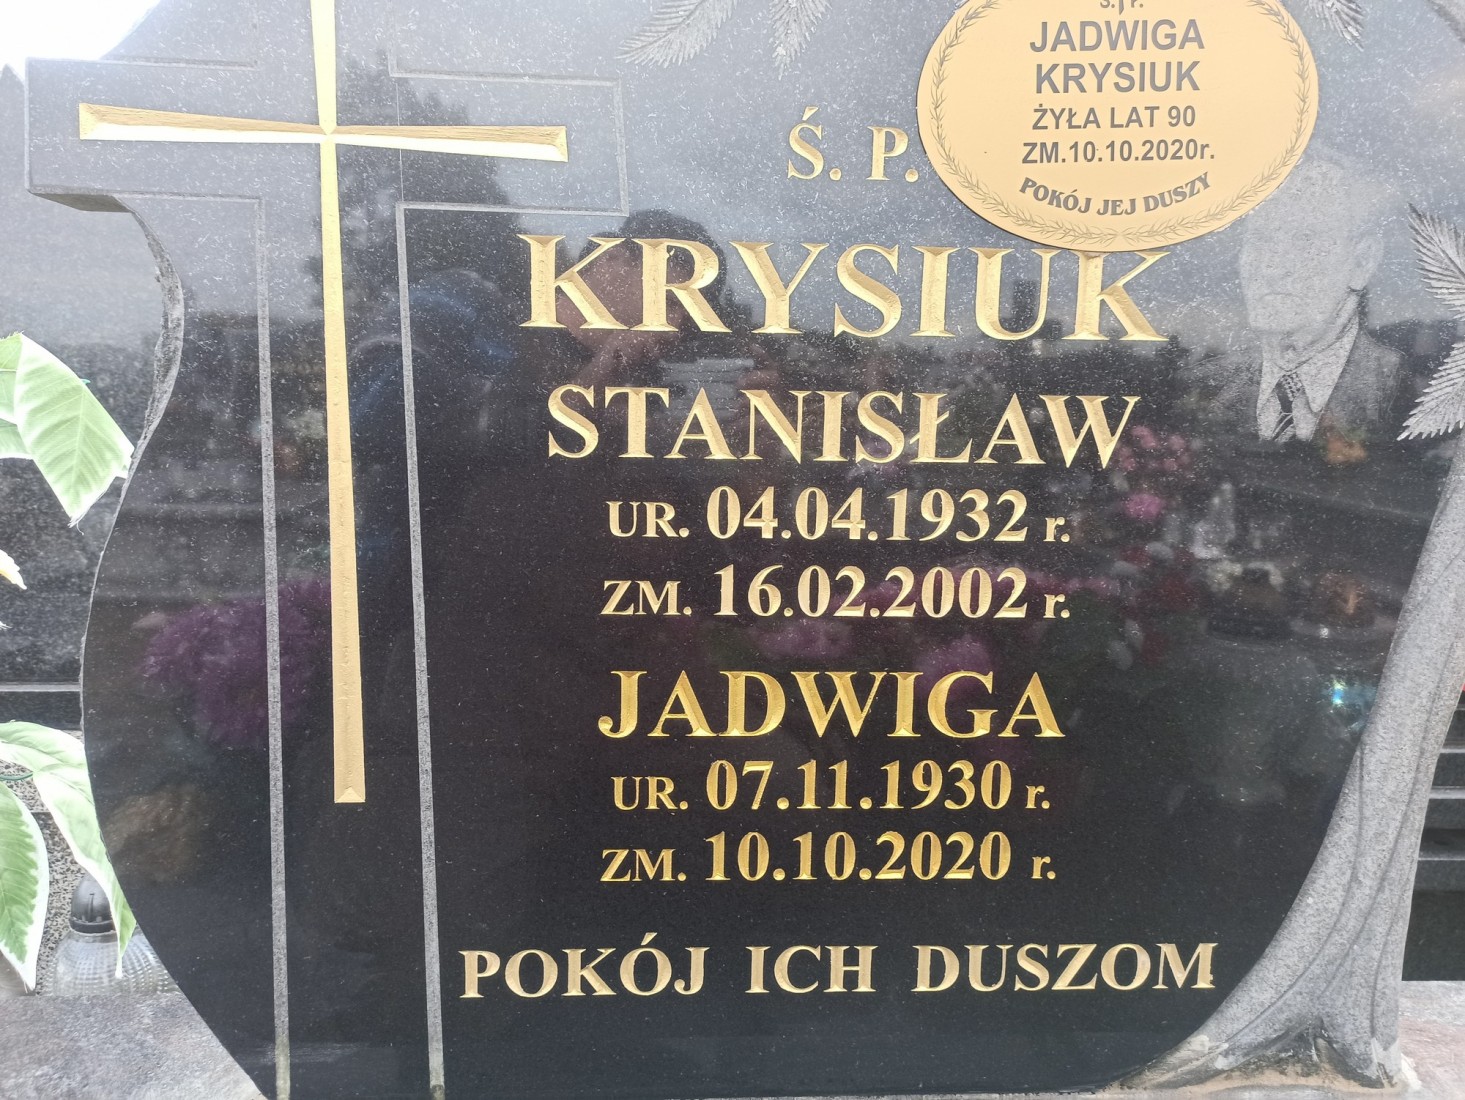 Ś. P.
JADWIGA
KRYSIUK
ŻYŁA LAT 90
ZM.10.10.2020r.
POKÓJ JEJ DUSZY
KRYSIUK
STANISŁAW
UR. 04.04.1932 r.
ZM. 16.02.2002 r.
JADWIGA
UR. 07.11.1930 r.
ZM. 10.10.2020 r.
POKÓJ ICH DUSZOM